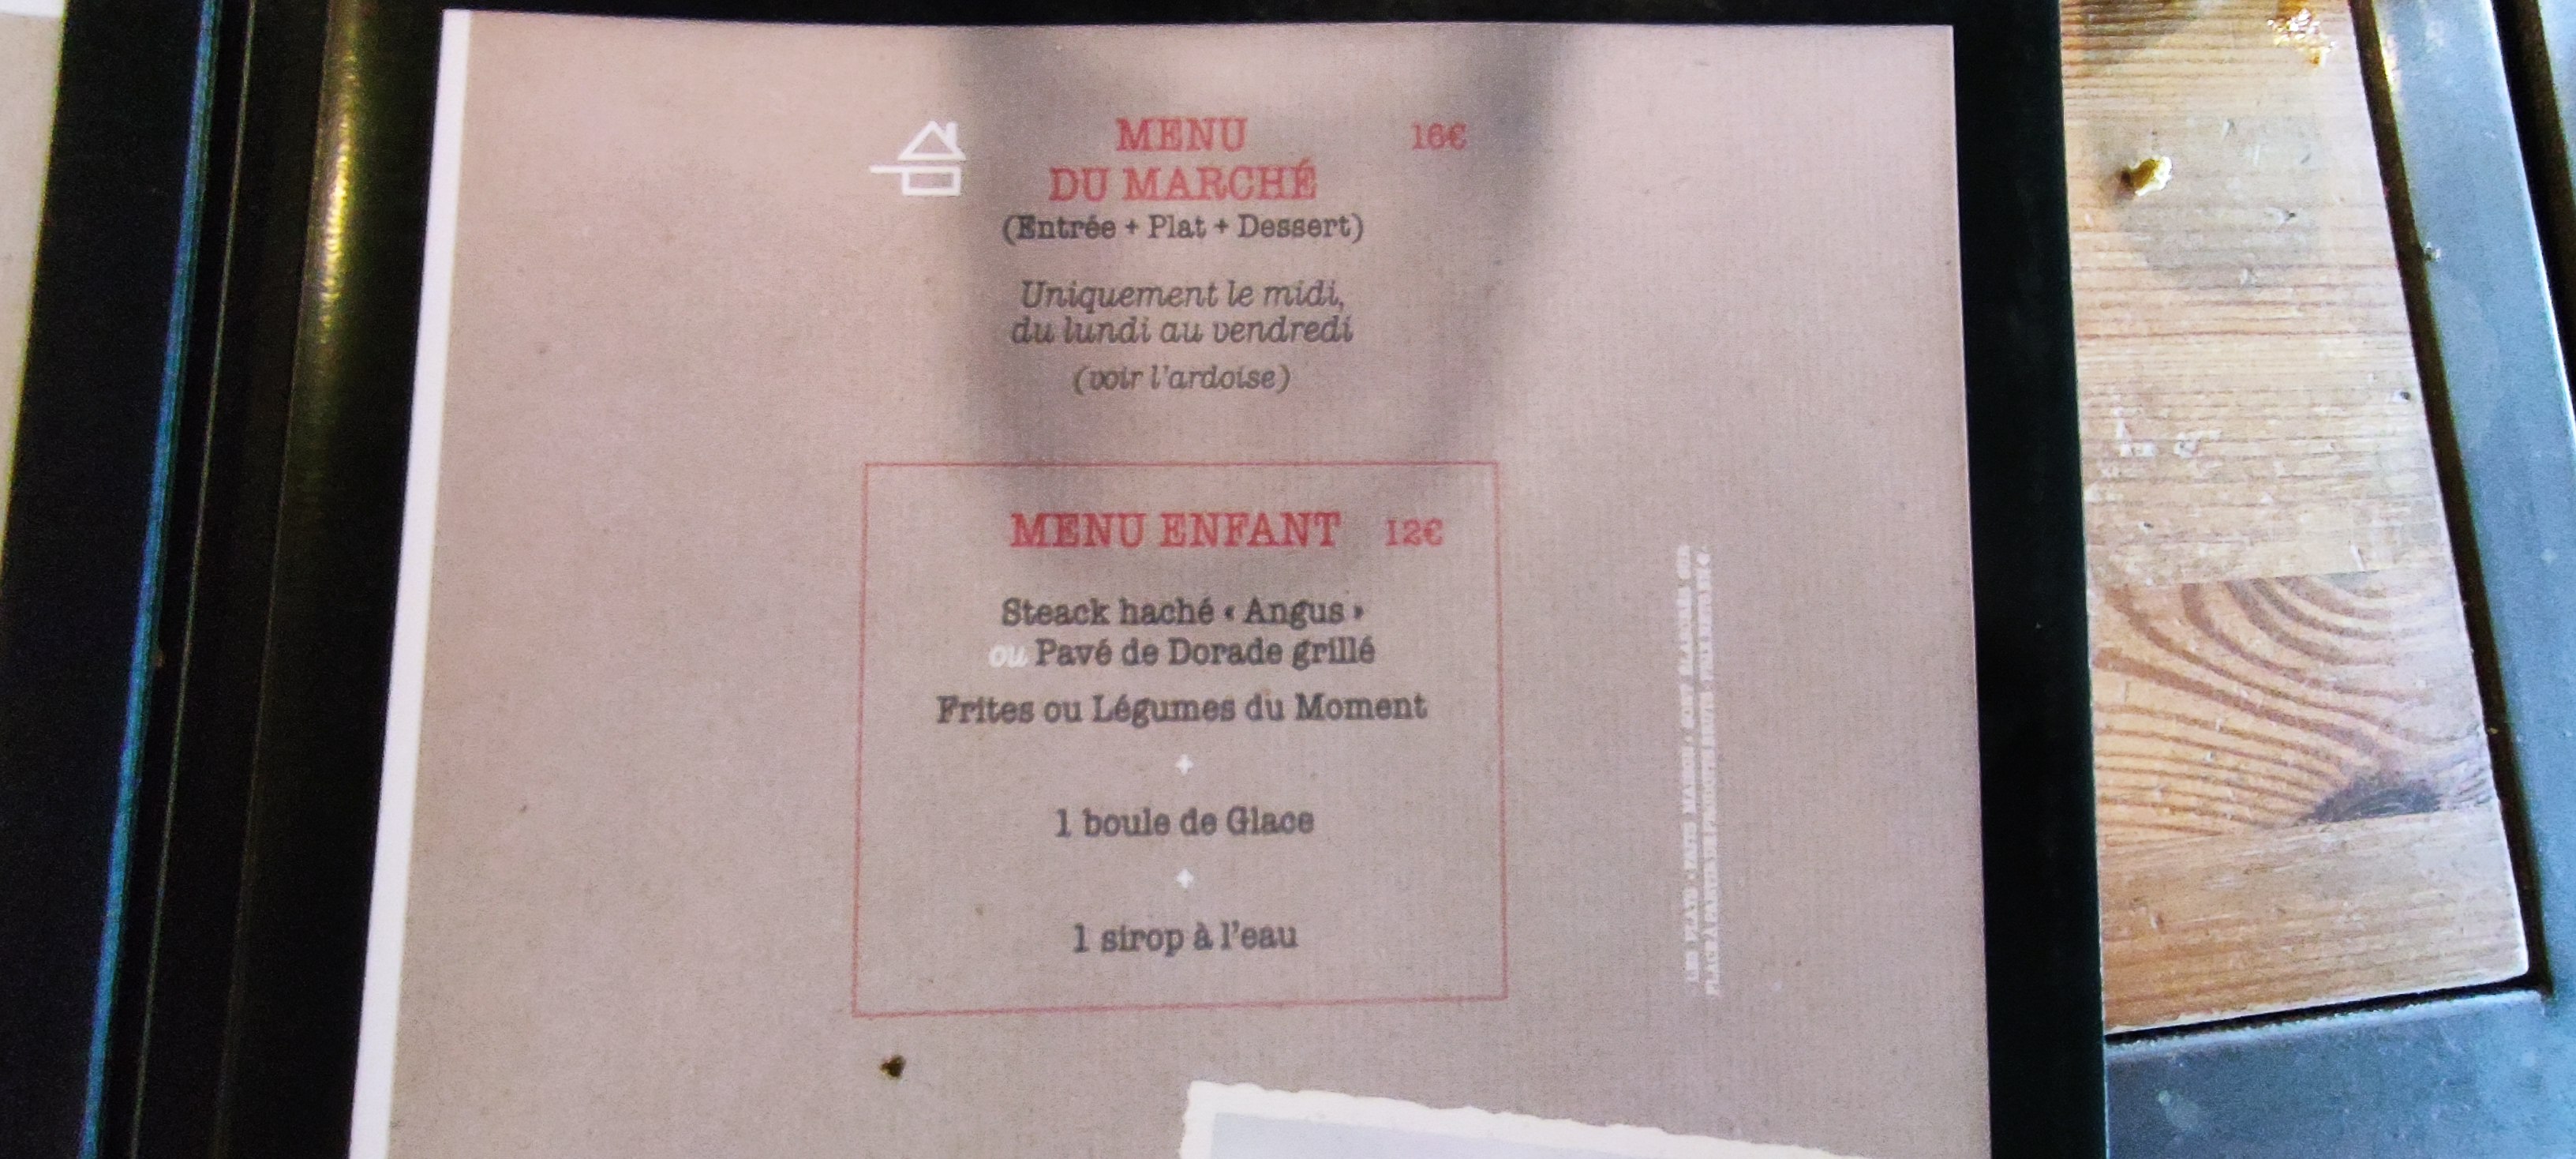 MENU
DU MARCHÉ
16€
(Entrée + Plat + Dessert)
Uniquement le midi,
du lundi au vendredi
(voir l'ardoise)
MENU ENFANT 12€
Steack haché « Angus »
ou Pavé de Dorade grillé
Frites ou Légumes du Moment
+
1 boule de Glace
+
1 sirop à l'eau